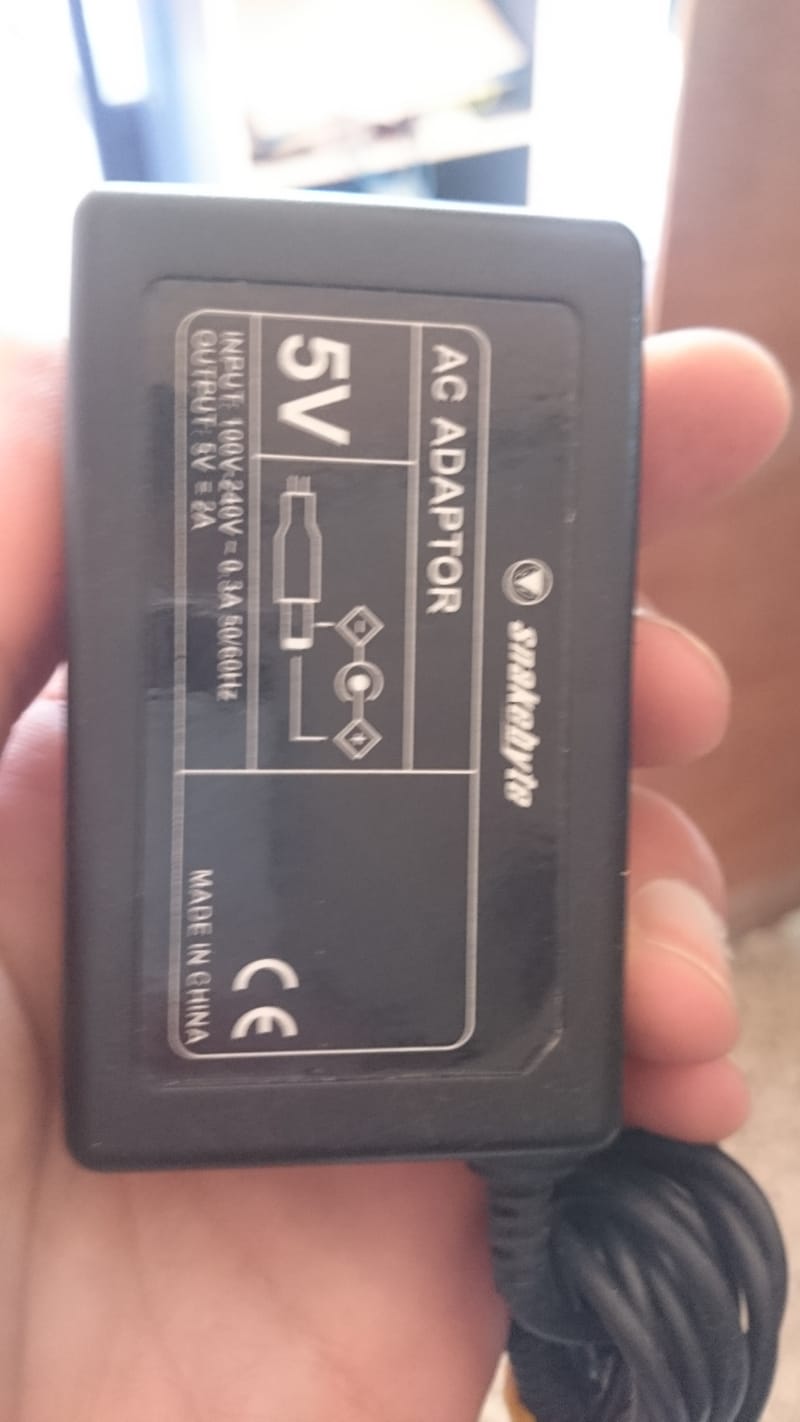 snakebyte
AC ADAPTOR
5V
INPUT: 100V-240V = 0.3A 50/60Hz
OUTPUT: 5V = 2A
CE
MADE IN CHINA